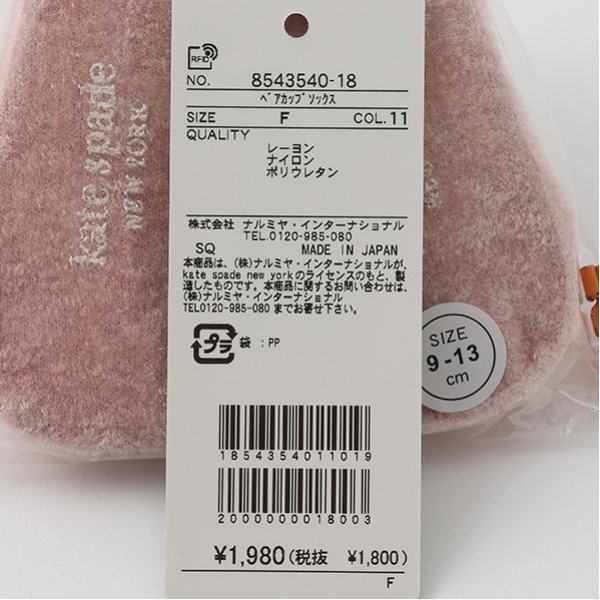 RFID
NO. 8543540-18
ベアカップソックス
SIZE F COL.11
QUALITY
レーヨン
ナイロン
ポリウレタン
株式会社 ナルミヤ・インターナショナル
TEL.0120-985-080
SQ MADE IN JAPAN
本商品は、(株)ナルミヤ・インターナショナルが、
kate spade new yorkのライセンスのもと、製
造したものです。本商品に関するお問い合わせは、
(株)ナルミヤ・インターナショナル
TEL0120-985-080 までお寄せ下さい。
プラ 袋 : PP
1854354011019
2000000018003
¥1,980(税抜 ¥1,800)
F
kate spade
NEW YORK
SIZE
9-13
cm